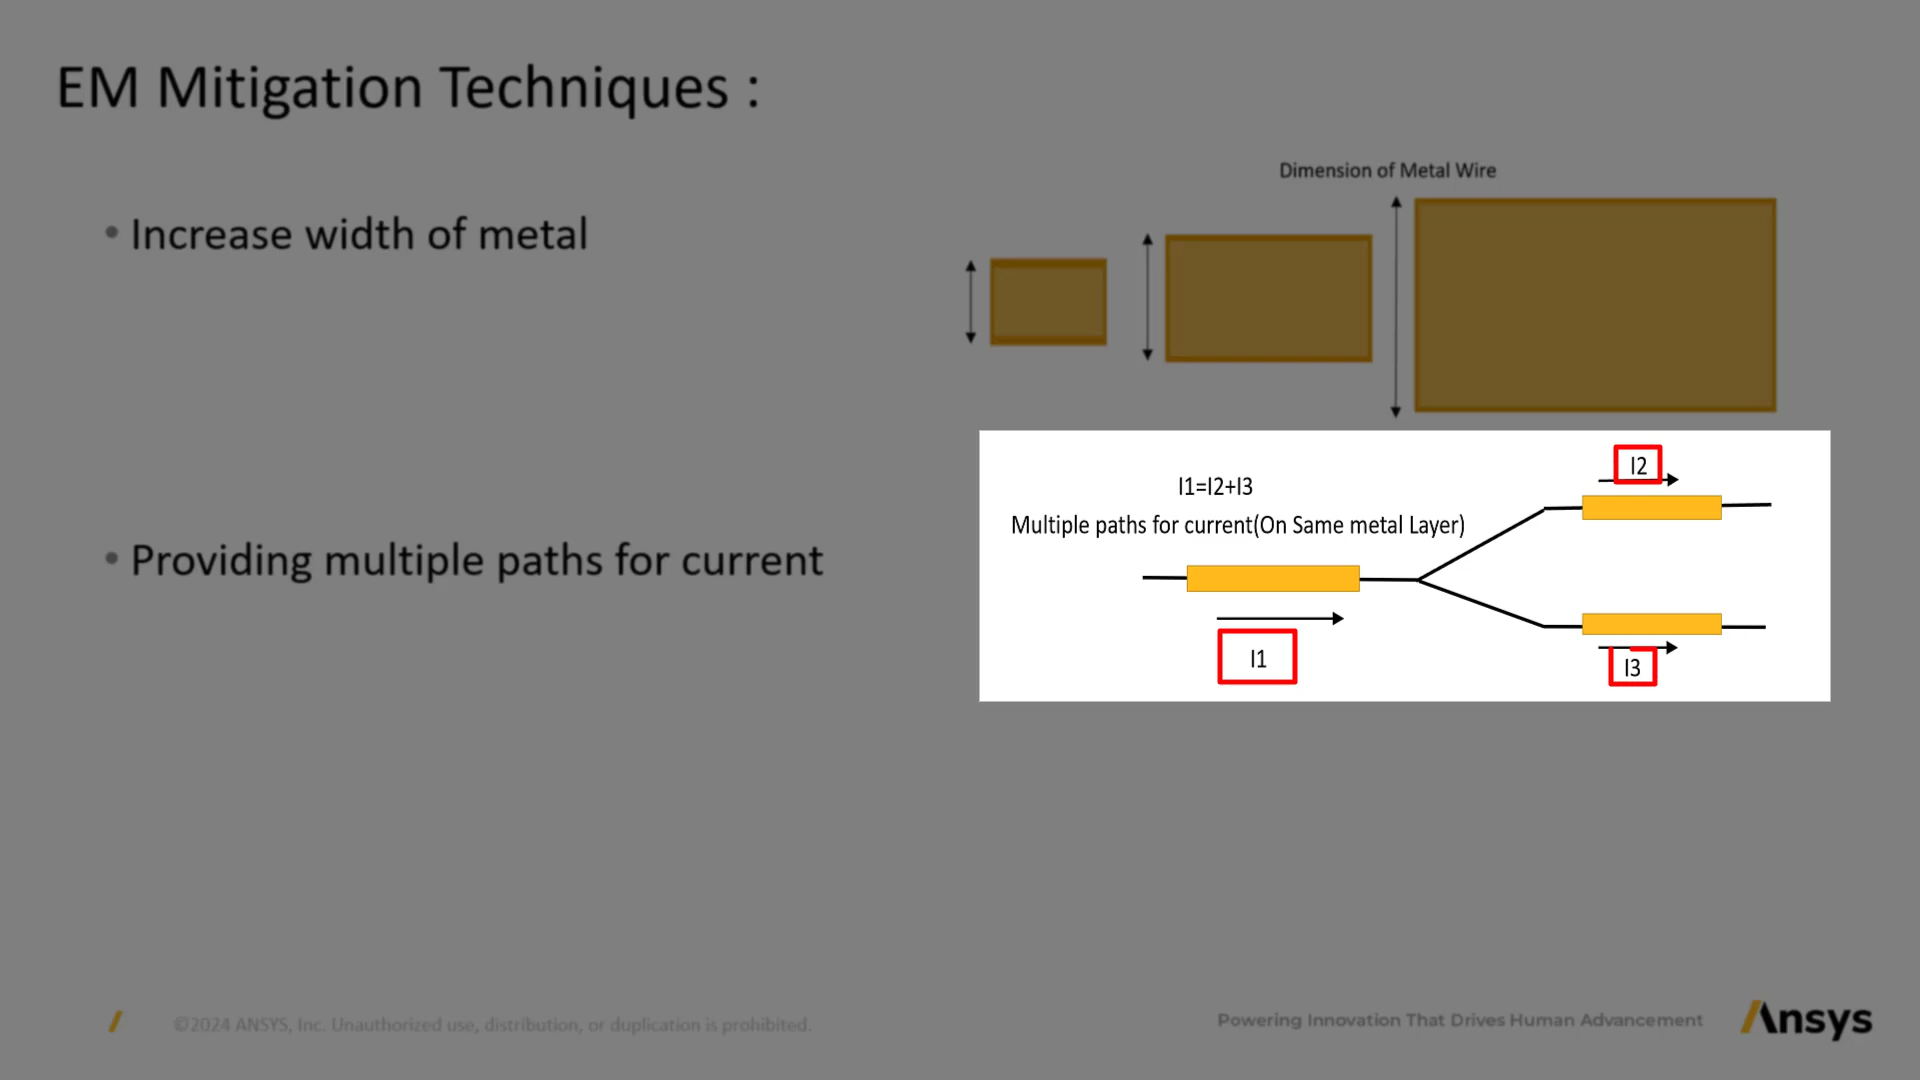 EM Mitigation Techniques :
Dimension of Metal Wire
• Increase width of metal
I2
I1=I2+I3
Multiple paths for current(On Same metal Layer)
• Providing multiple paths for current
I1
I3
©2024 ANSYS, Inc. Unauthorized use, distribution, or duplication is prohibited.
Powering Innovation That Drives Human Advancement
Ansys